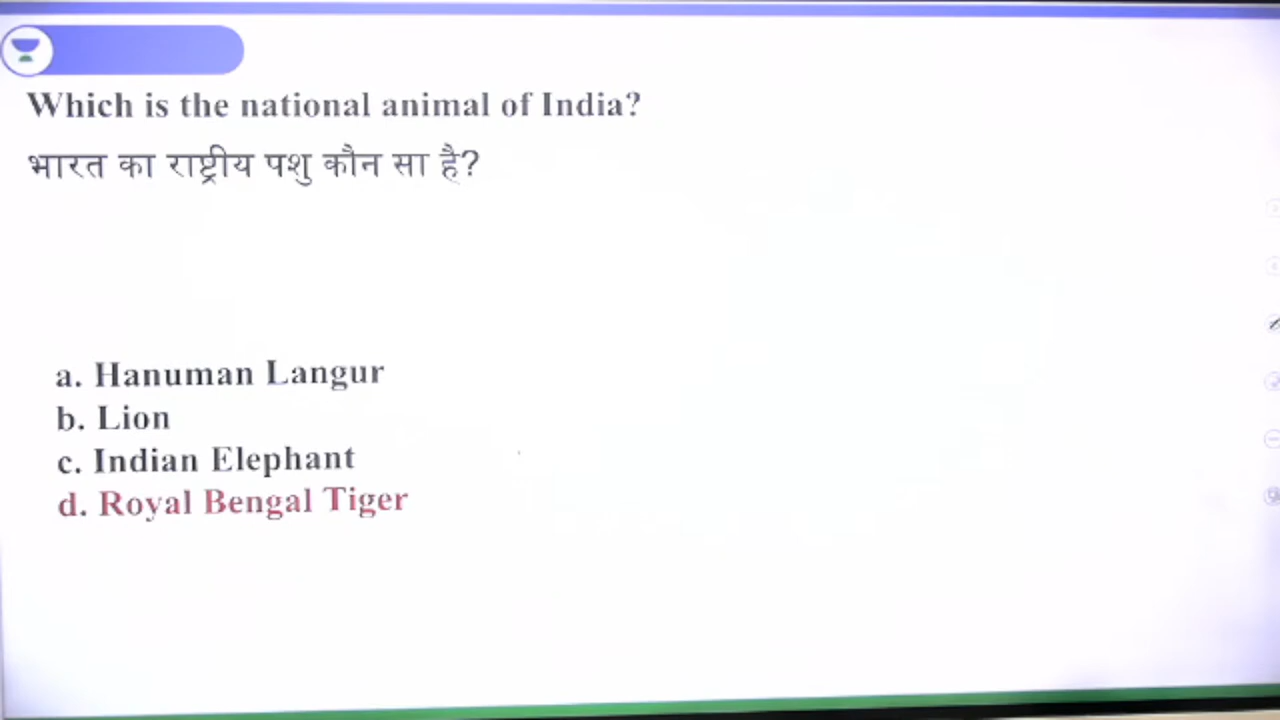 Which is the national animal of India?
भारत का राष्ट्रीय पशु कौन सा है?
a. Hanuman Langur
b. Lion
c. Indian Elephant
d. Royal Bengal Tiger